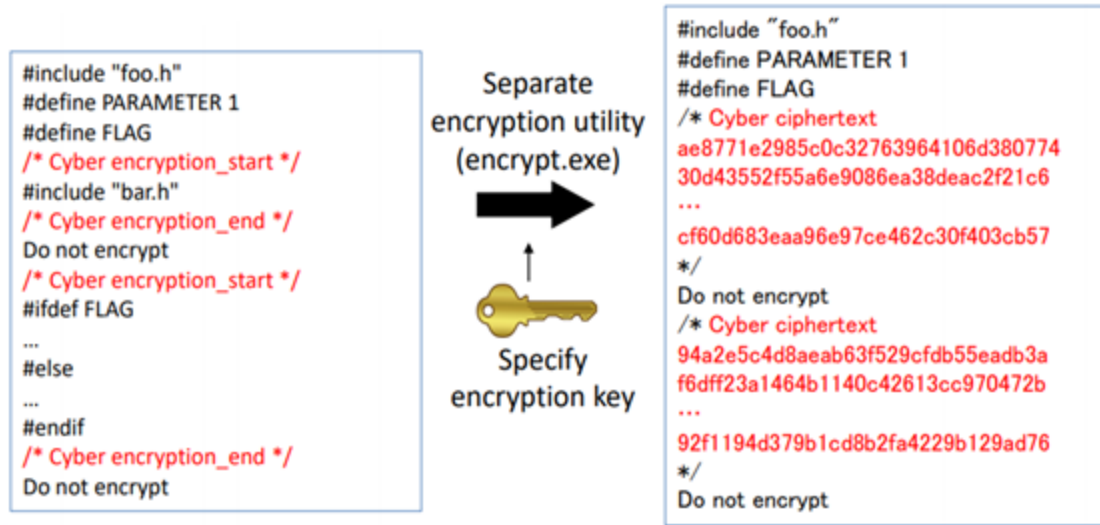 #include "foo.h"
#define PARAMETER 1
#define FLAG
/* Cyber encryption_start */
#include "bar.h"
/* Cyber encryption_end */
Do not encrypt
/* Cyber encryption_start */
#ifdef FLAG
...
#else
...
#endif
/* Cyber encryption_end */
Do not encrypt
Separate
encryption utility
(encrypt.exe)
Specify
encryption key
#include "foo.h"
#define PARAMETER 1
#define FLAG
/* Cyber ciphertext
ae8771e2985c0c32763964106d380774
30d43552f55a6e9086ea38deac2f21c6
...
cf60d683eaa96e97ce462c30f403cb57
*/
Do not encrypt
/* Cyber ciphertext
94a2e5c4d8aeab63f529cfdb55eadb3a
f6dff23a1464b1140c42613cc970472b
...
92f1194d379b1cd8b2fa4229b129ad76
*/
Do not encrypt